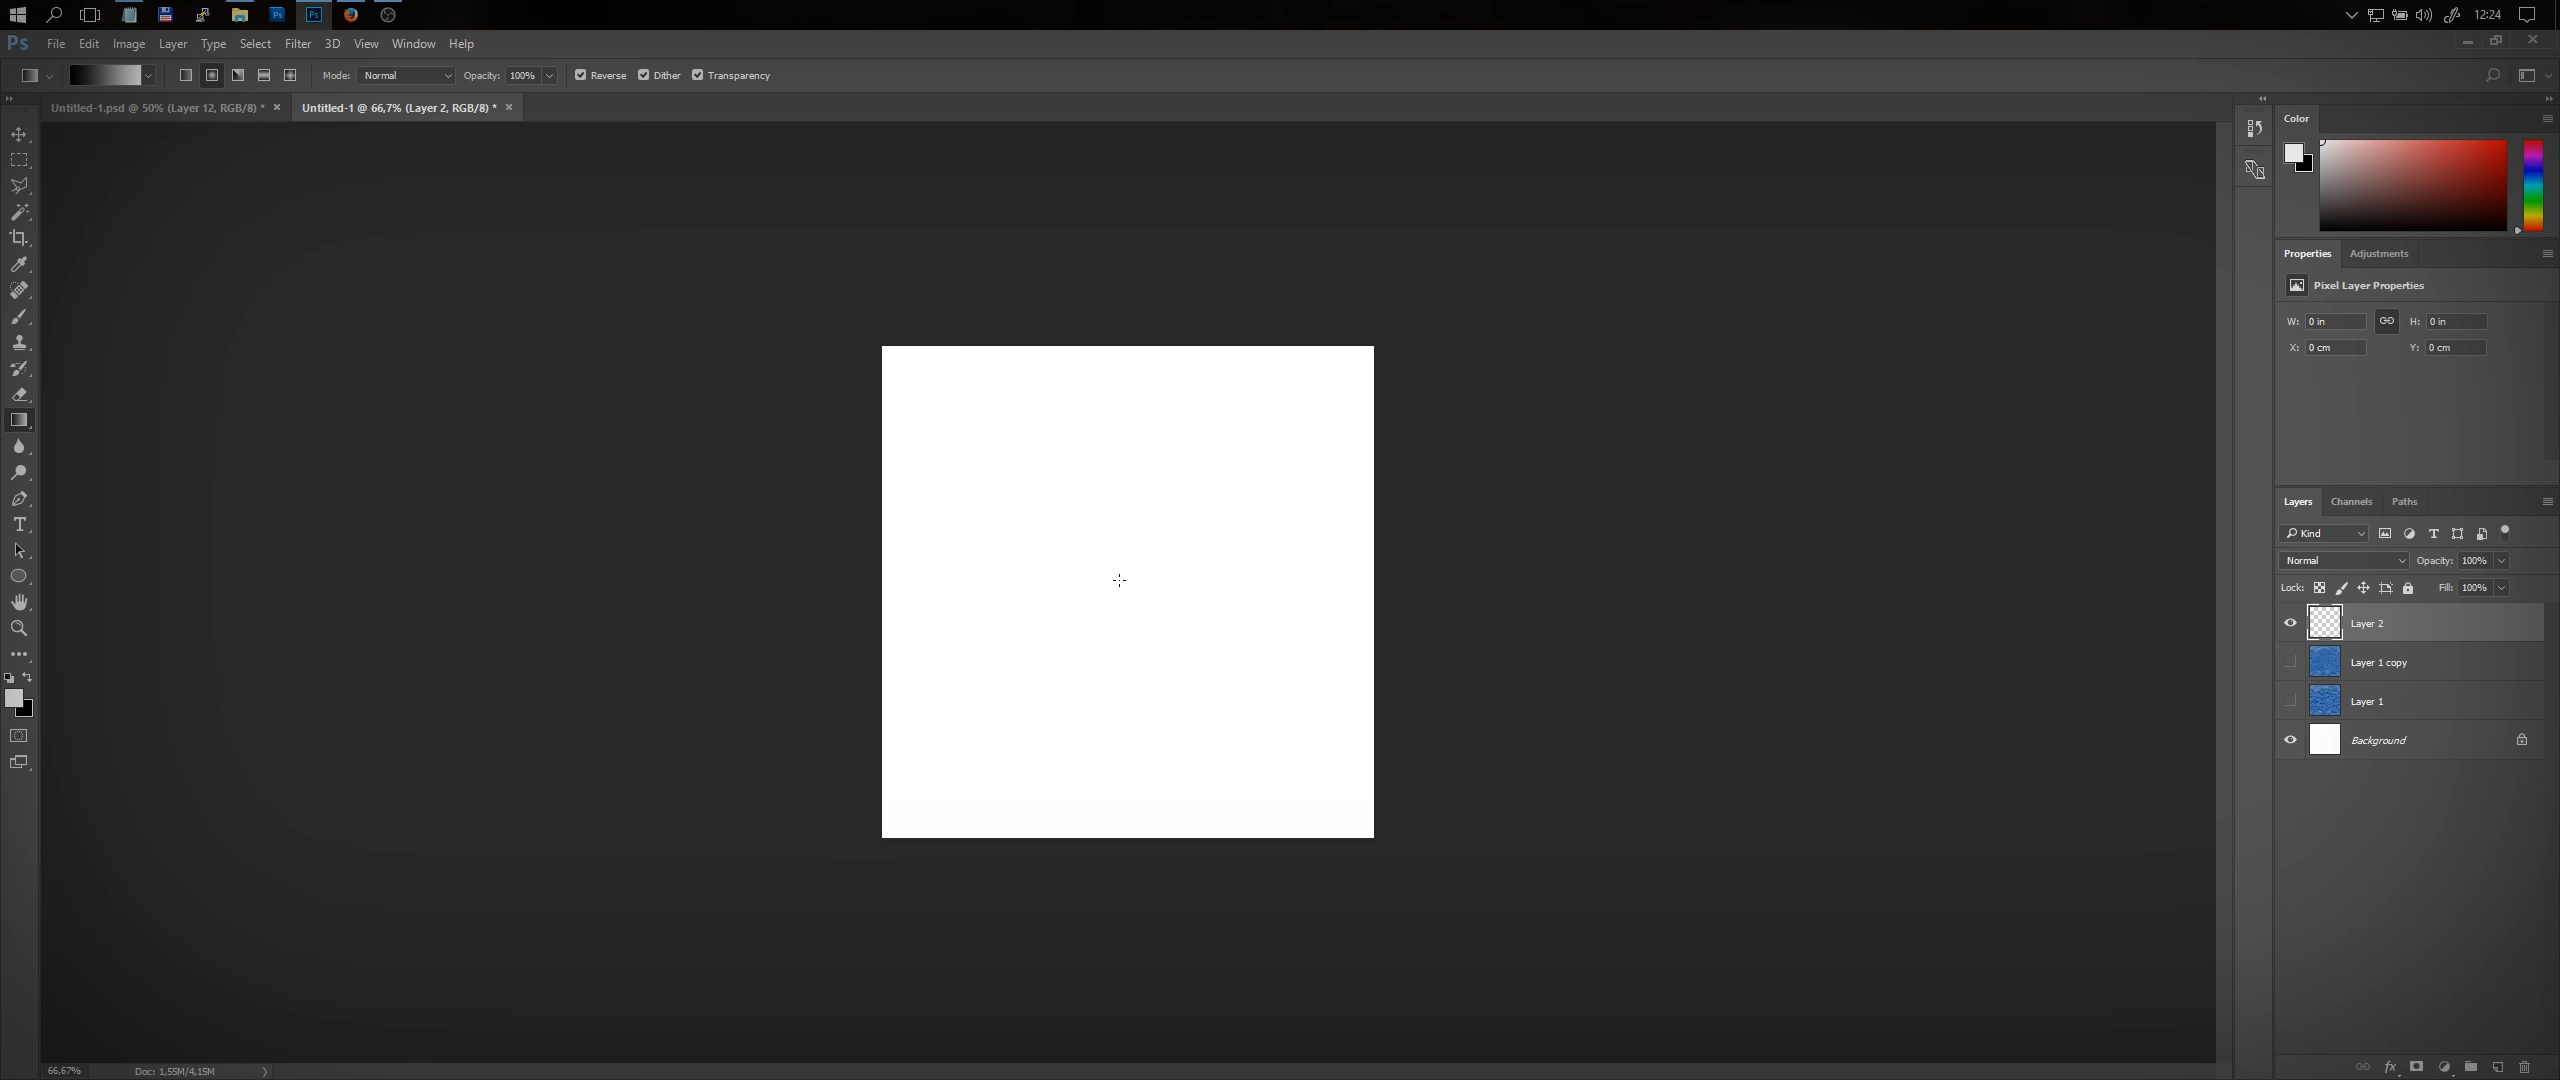 12:24
Ps File Edit Image Layer Type Select Filter 3D View Window Help
Mode: Normal Opacity: 100% Reverse Dither Transparency
Untitled-1.psd @ 50% (Layer 12, RGB/8) * Untitled-1 @ 66,7% (Layer 2, RGB/8) *
Color
Properties Adjustments
Pixel Layer Properties
W: 0 in H: 0 in
X: 0 cm Y: 0 cm
Layers Channels Paths
Kind
Normal Opacity: 100%
Lock: Fill: 100%
Layer 2
Layer 1 copy
Layer 1
Background
fx
66,67% Doc: 1,55M/4,15M